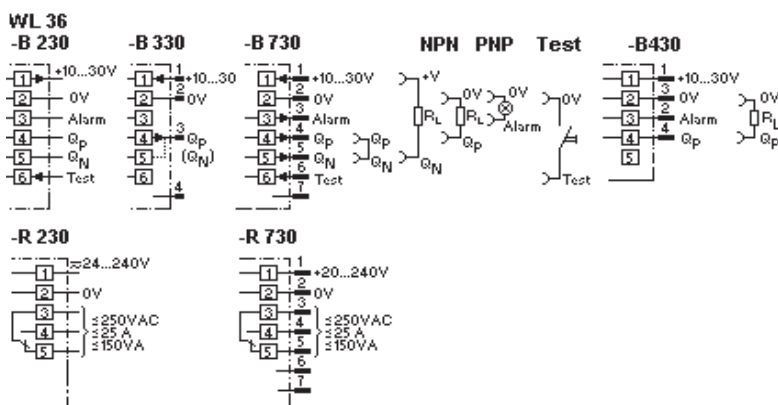 WL 36
-B 230
-B 330
-B 730
NPN PNP Test
-B430
1 +10...30V
2 0V
3 Alarm
4 QP
5 QN
6 Test
1 1 +10...30
2 2 0V
3
4 3 QP
5 (QN)
6
4
1 1 +10...30V
2 2 0V
3 3 Alarm
4 4 QP
5 5 QN
6 6 Test
7
QP
QN
+V
RL
QN
0V
RL
QP
0V
Alarm
0V
Test
1 1 +10...30V
2 3 0V
3 2 Alarm
4 4 QP
5
0V
RL
QP
-R 230
-R 730
1 ≂24...240V
2 0V
3 ≤250VAC
4 ≤25 A
5 ≤150VA
1 1 +20...240V
2 2 0V
3 3 ≤250VAC
4 4 ≤25 A
5 5 ≤150VA
6
7